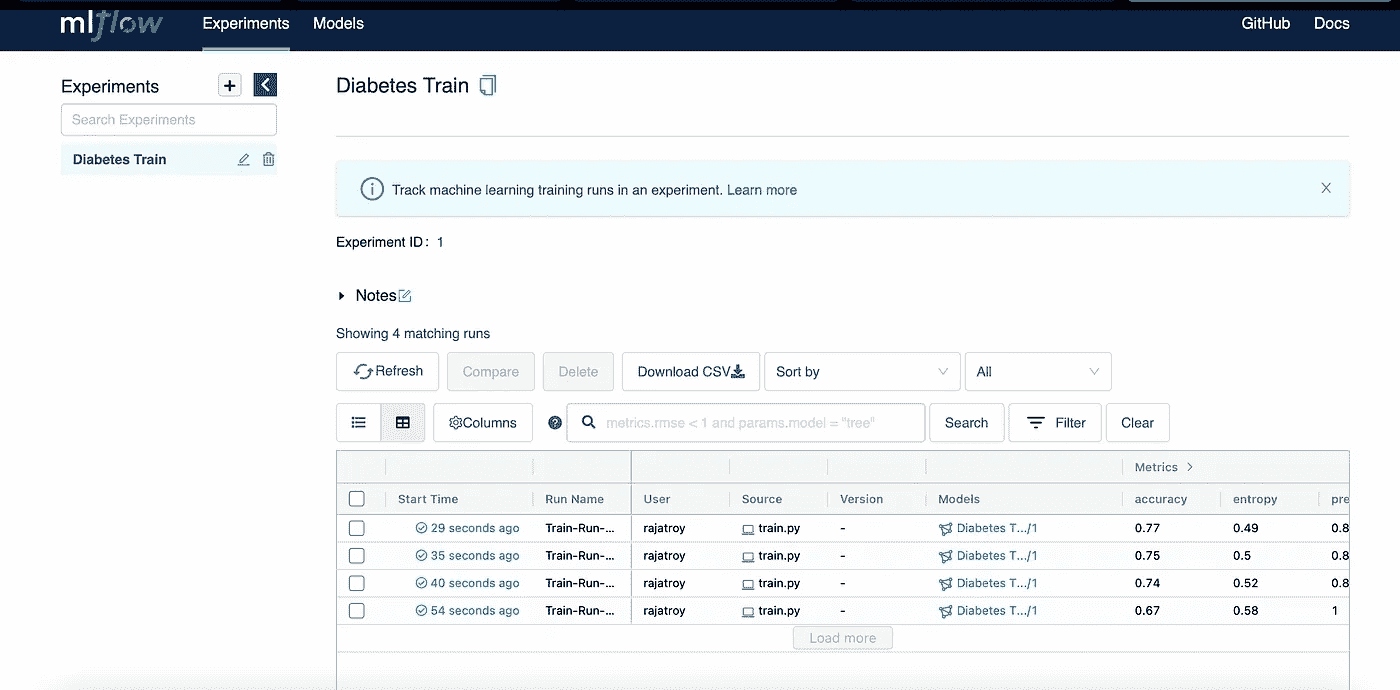 mlflow Experiments Models GitHub Docs
Experiments +
Search Experiments
Diabetes Train
Diabetes Train
Track machine learning training runs in an experiment. Learn more
Experiment ID: 1
Notes
Showing 4 matching runs
Refresh Compare Delete Download CSV Sort by All
Columns ? metrics.rmse < 1 and params.model = "tree" Search Filter Clear
Metrics >
Start Time Run Name User Source Version Models accuracy entropy pre
29 seconds ago Train-Run-... rajatroy train.py - Diabetes T.../1 0.77 0.49 0.8
35 seconds ago Train-Run-... rajatroy train.py - Diabetes T.../1 0.75 0.5 0.8
40 seconds ago Train-Run-... rajatroy train.py - Diabetes T.../1 0.74 0.52 0.8
54 seconds ago Train-Run-... rajatroy train.py - Diabetes T.../1 0.67 0.58 1
Load more